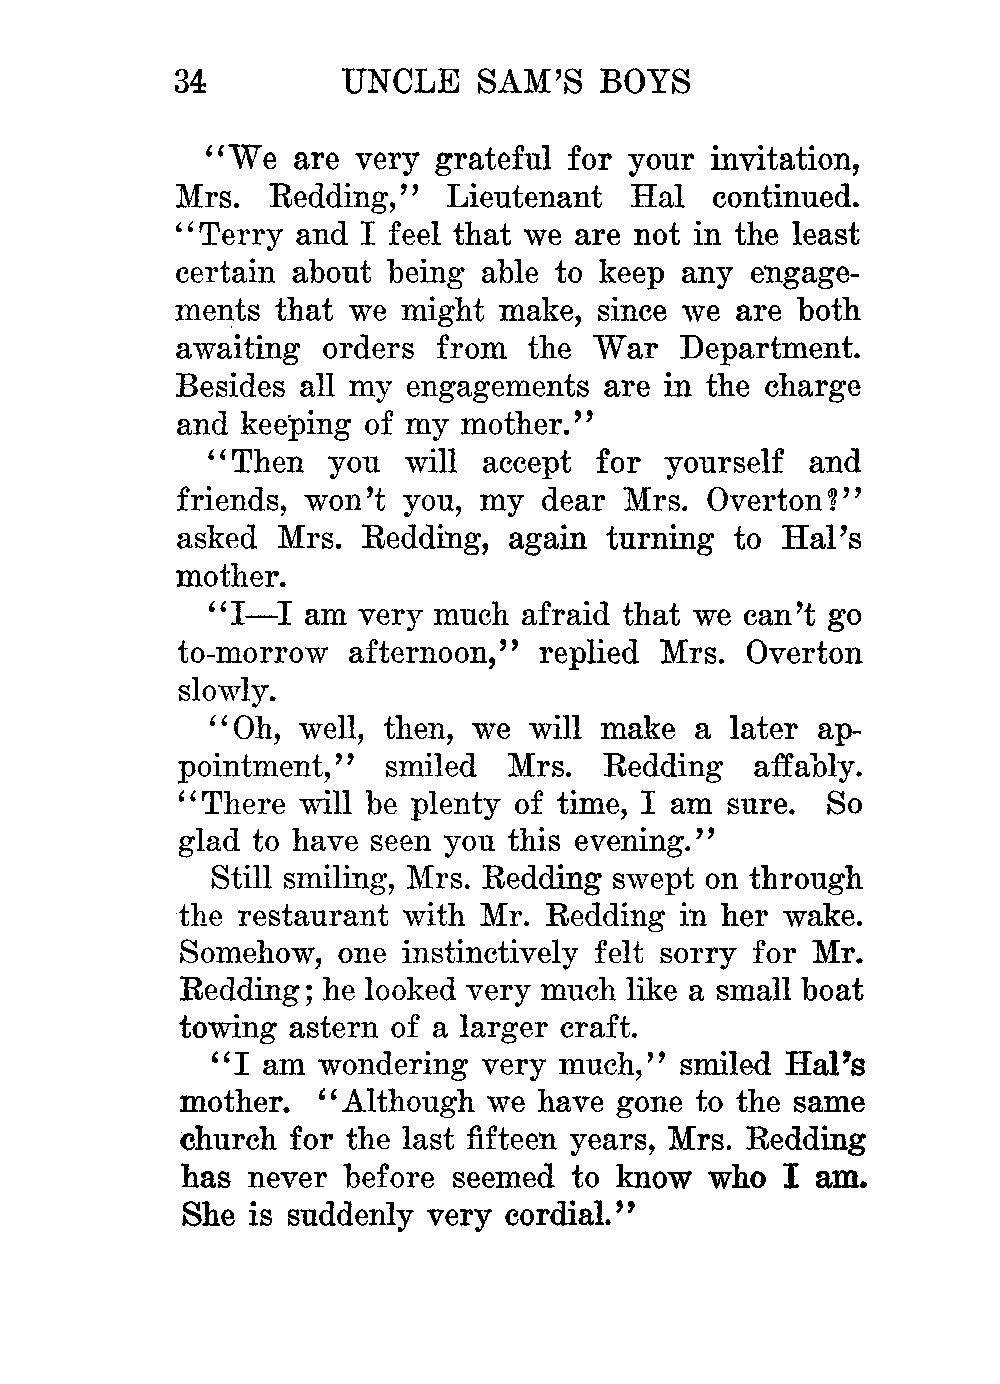 34 UNCLE SAM'S BOYS
"We are very grateful for your invitation,
Mrs. Redding," Lieutenant Hal continued.
"Terry and I feel that we are not in the least
certain about being able to keep any engage-
ments that we might make, since we are both
awaiting orders from the War Department.
Besides all my engagements are in the charge
and keeping of my mother."
"Then you will accept for yourself and
friends, won't you, my dear Mrs. Overton?"
asked Mrs. Redding, again turning to Hal's
mother.
"I—I am very much afraid that we can't go
to-morrow afternoon," replied Mrs. Overton
slowly.
"Oh, well, then, we will make a later ap-
pointment," smiled Mrs. Redding affably.
"There will be plenty of time, I am sure. So
glad to have seen you this evening."
Still smiling, Mrs. Redding swept on through
the restaurant with Mr. Redding in her wake.
Somehow, one instinctively felt sorry for Mr.
Redding; he looked very much like a small boat
towing astern of a larger craft.
"I am wondering very much," smiled Hal's
mother. "Although we have gone to the same
church for the last fifteen years, Mrs. Redding
has never before seemed to know who I am.
She is suddenly very cordial."